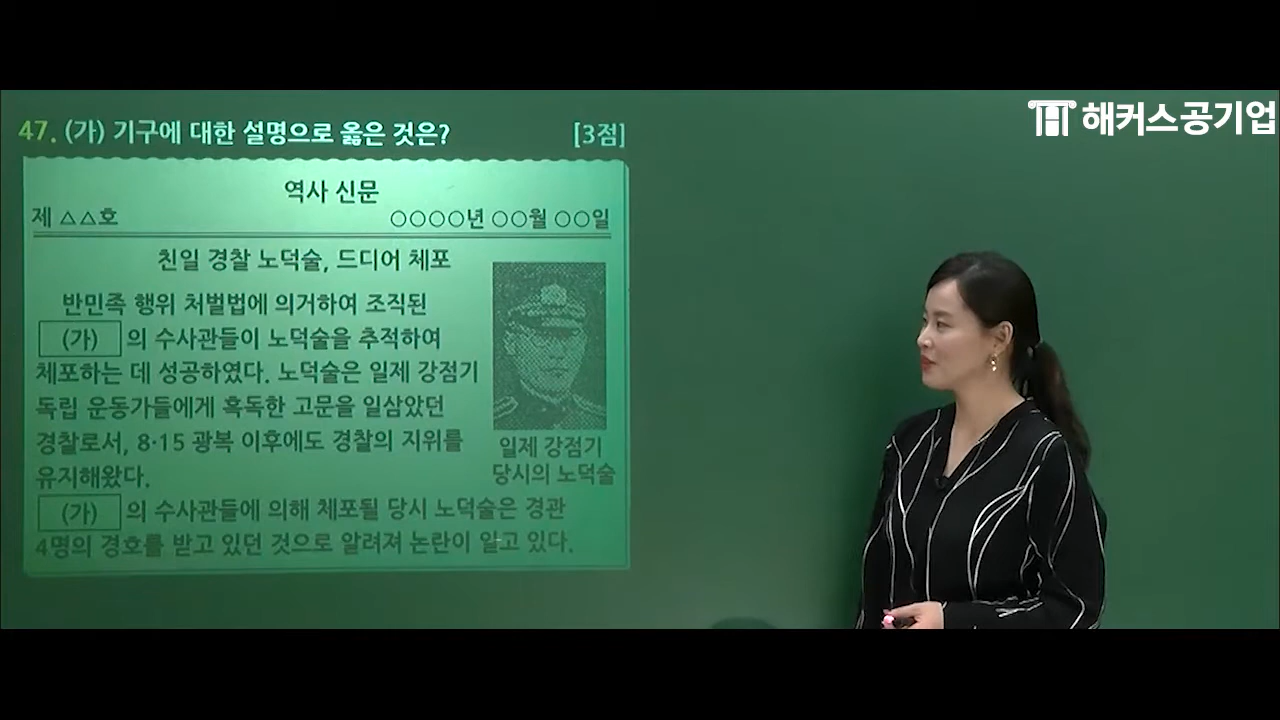 해커스공기업
47. (가) 기구에 대한 설명으로 옳은 것은? [3점]
역사 신문
제 △△호 ○○○○년 ○○월 ○○일
친일 경찰 노덕술, 드디어 체포
반민족 행위 처벌법에 의거하여 조직된
(가) 의 수사관들이 노덕술을 추적하여
체포하는 데 성공하였다. 노덕술은 일제 강점기
독립 운동가들에게 혹독한 고문을 일삼았던
경찰로서, 8·15 광복 이후에도 경찰의 지위를
유지해왔다.
(가) 의 수사관들에 의해 체포될 당시 노덕술은 경관
4명의 경호를 받고 있던 것으로 알려져 논란이 일고 있다.
일제 강점기
당시의 노덕술